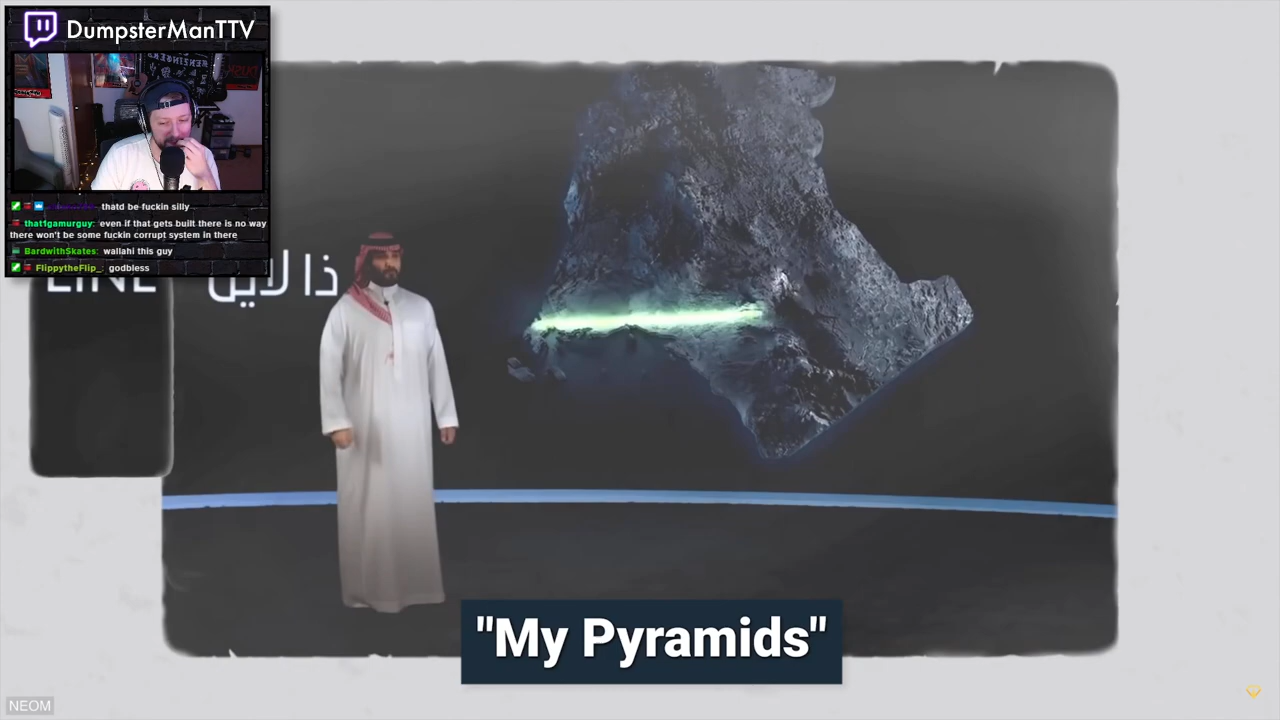 DumpsterManTTV
thatd be fuckin silly
that1gamurguy: even if that gets built there is no way
there won't be some fuckin corrupt system in there
BardwithSkates: wallahi this guy
FlippytheFlip_: godbless
LINE ذا لاين
"My Pyramids"
NEOM